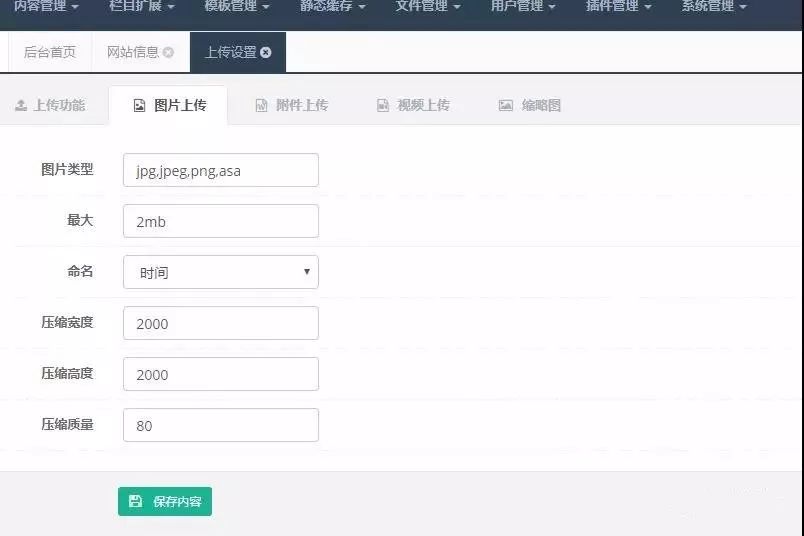 内容管理 栏目扩展 模板管理 静态缓存 文件管理 用户管理 插件管理 系统管理
后台首页 网站信息 上传设置
上传功能 图片上传 附件上传 视频上传 缩略图
图片类型 jpg,jpeg,png,asa
最大 2mb
命名 时间
压缩宽度 2000
压缩高度 2000
压缩质量 80
保存内容